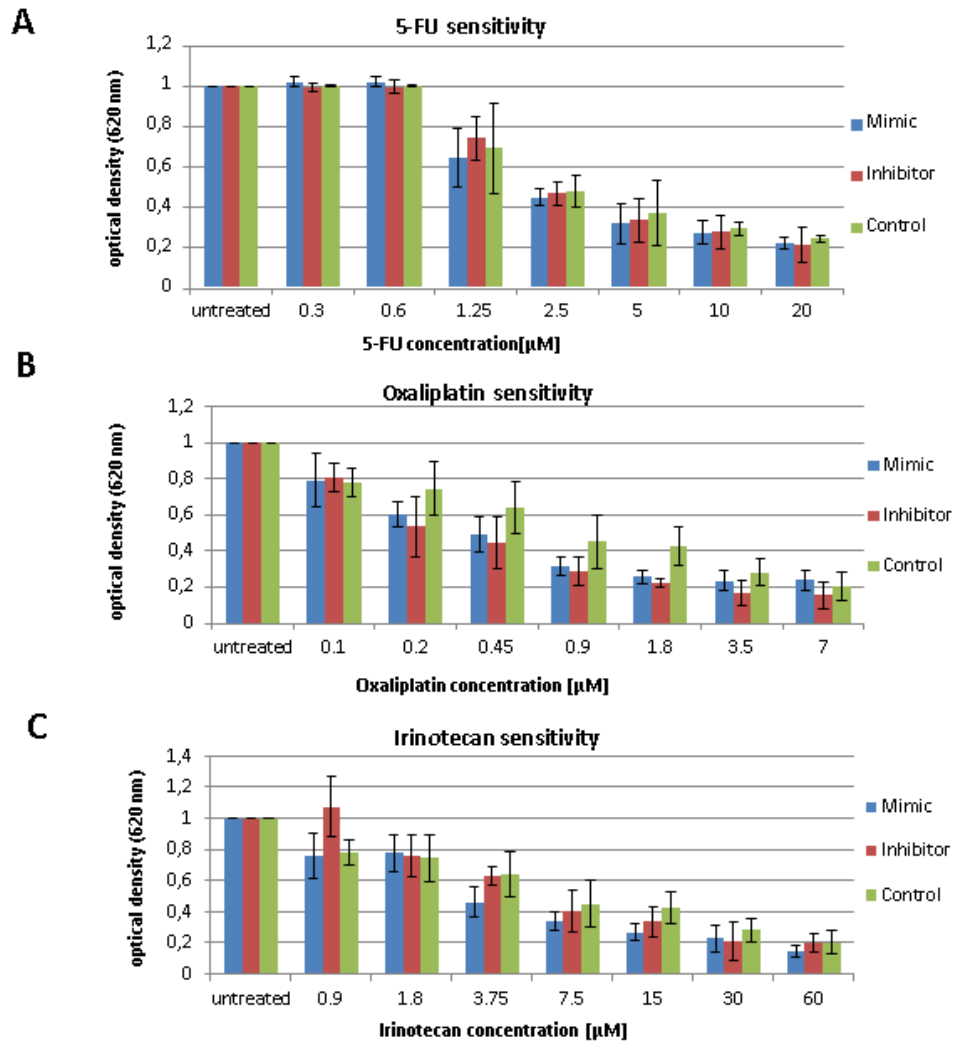 A
5-FU sensitivity
optical density (620 nm)
1,2
1
0,8
0,6
0,4
0,2
0
untreated 0.3 0.6 1.25 2.5 5 10 20
5-FU concentration[µM]
Mimic
Inhibitor
Control
B
Oxaliplatin sensitivity
optical density (620 nm)
1,2
1
0,8
0,6
0,4
0,2
0
untreated 0.1 0.2 0.45 0.9 1.8 3.5 7
Oxaliplatin concentration [µM]
Mimic
Inhibitor
Control
C
Irinotecan sensitivity
optical density (620 nm)
1,4
1,2
1
0,8
0,6
0,4
0,2
0
untreated 0.9 1.8 3.75 7.5 15 30 60
Irinotecan concentration [µM]
Mimic
Inhibitor
Control